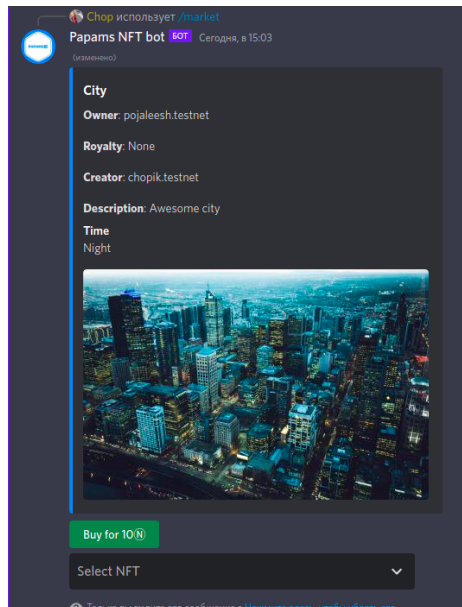 Chop использует /market
Papams NFT bot БОТ Сегодня, в 15:03
(изменено)
City
Owner: pojaleesh.testnet
Royalty: None
Creator: chopik.testnet
Description: Awesome city
Time
Night
Buy for 10Ⓝ
Select NFT